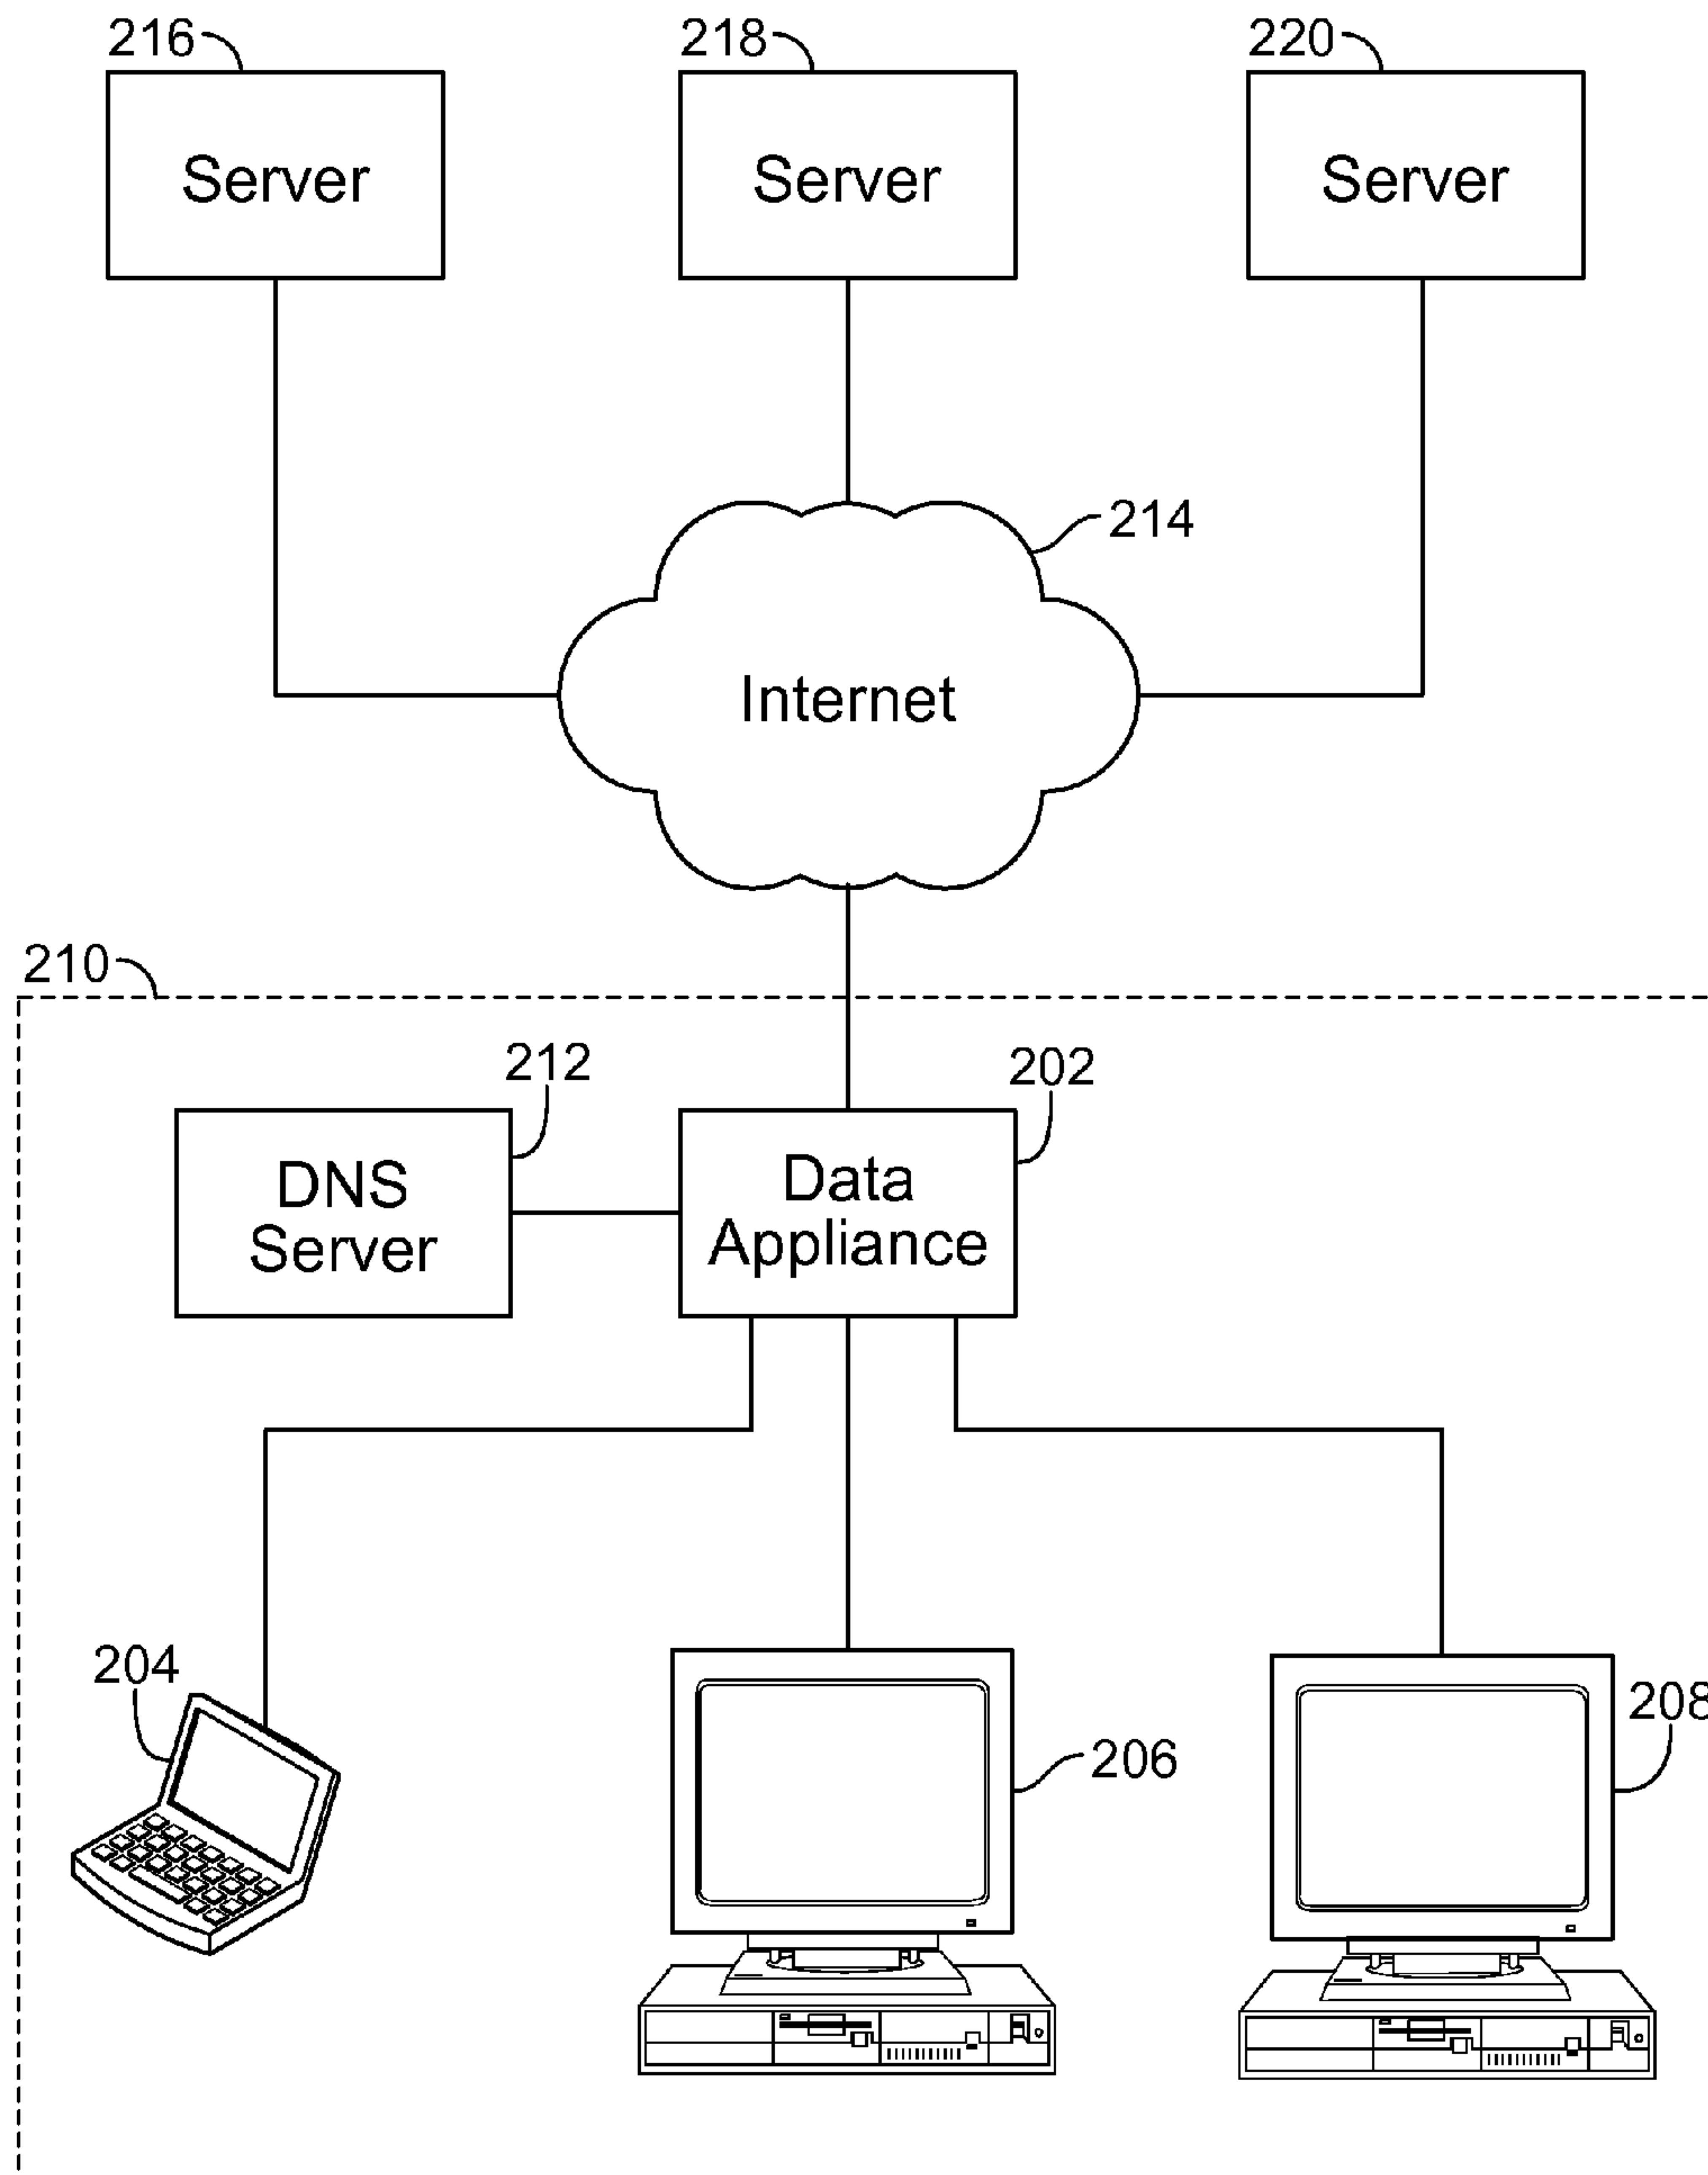 216
218
220
Server
Server
Server
214
Internet
210
212
202
DNS
Server
Data
Appliance
204
206
208